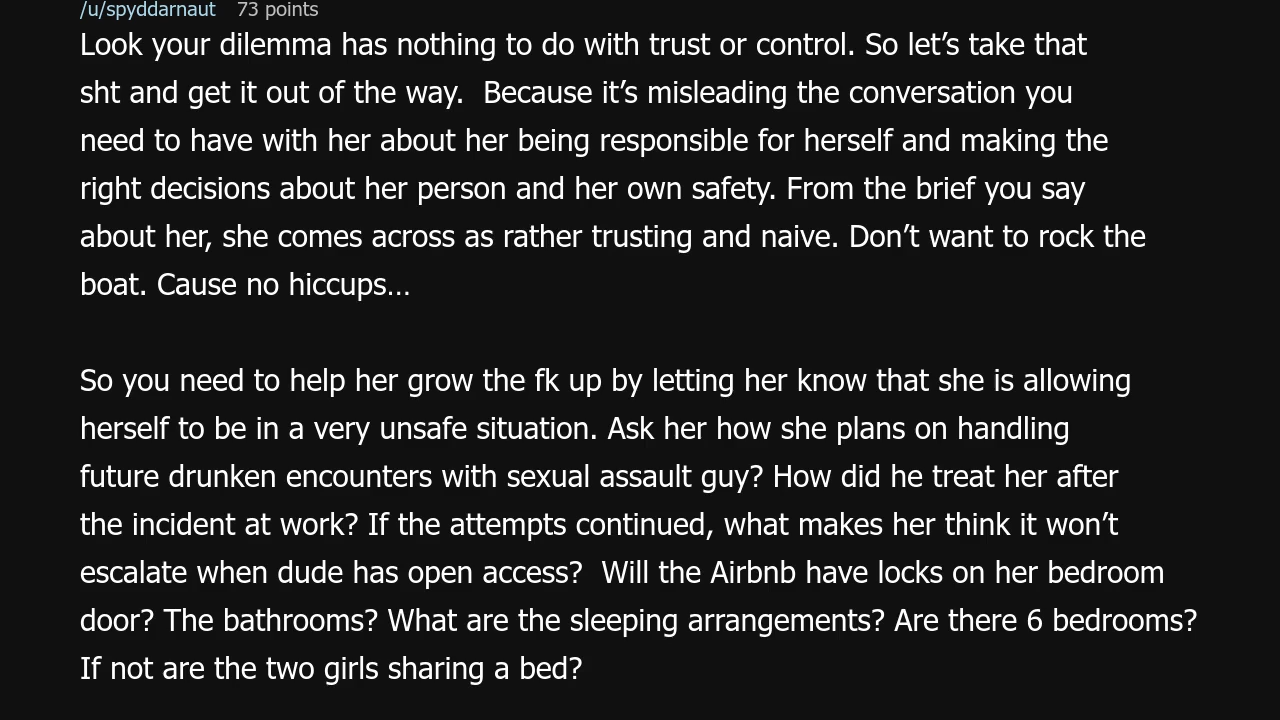 /u/spyddarnaut 73 points
Look your dilemma has nothing to do with trust or control. So let’s take that
sht and get it out of the way.  Because it’s misleading the conversation you
need to have with her about her being responsible for herself and making the
right decisions about her person and her own safety. From the brief you say
about her, she comes across as rather trusting and naive. Don’t want to rock the
boat. Cause no hiccups…
So you need to help her grow the fk up by letting her know that she is allowing
herself to be in a very unsafe situation. Ask her how she plans on handling
future drunken encounters with sexual assault guy? How did he treat her after
the incident at work? If the attempts continued, what makes her think it won’t
escalate when dude has open access?  Will the Airbnb have locks on her bedroom
door? The bathrooms? What are the sleeping arrangements? Are there 6 bedrooms?
If not are the two girls sharing a bed?